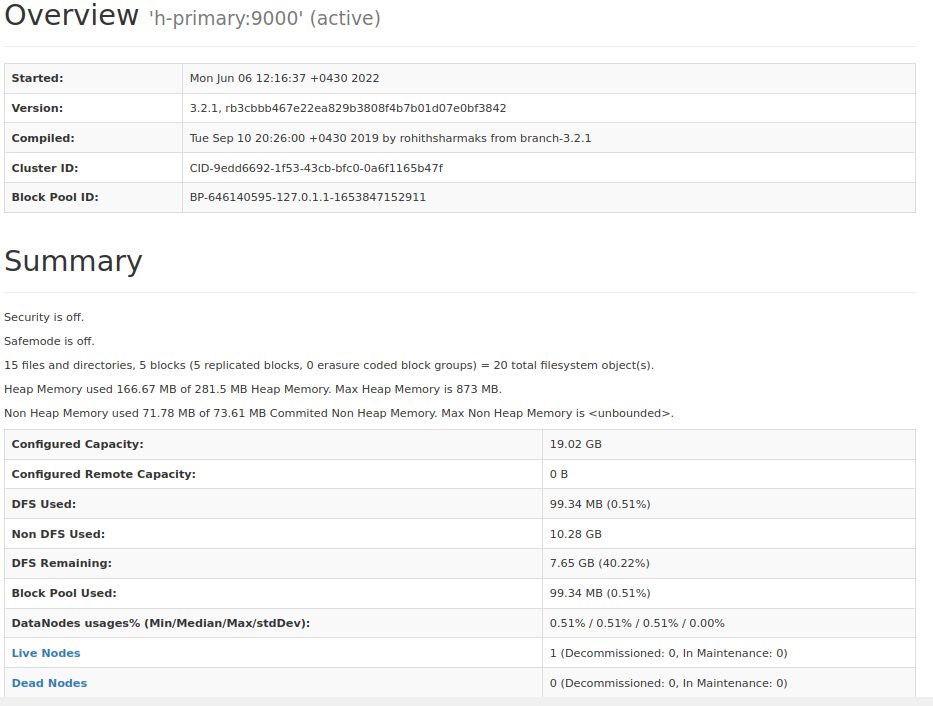 Overview 'h-primary:9000' (active)
Started: Mon Jun 06 12:16:37 +0430 2022
Version: 3.2.1, rb3cbbb467e22ea829b3808f4b7b01d07e0bf3842
Compiled: Tue Sep 10 20:26:00 +0430 2019 by rohithsharmaks from branch-3.2.1
Cluster ID: CID-9edd6692-1f53-43cb-bfc0-0a6f1165b47f
Block Pool ID: BP-646140595-127.0.1.1-1653847152911
Summary
Security is off.
Safemode is off.
15 files and directories, 5 blocks (5 replicated blocks, 0 erasure coded block groups) = 20 total filesystem object(s).
Heap Memory used 166.67 MB of 281.5 MB Heap Memory. Max Heap Memory is 873 MB.
Non Heap Memory used 71.78 MB of 73.61 MB Commited Non Heap Memory. Max Non Heap Memory is <unbounded>.
Configured Capacity: 19.02 GB
Configured Remote Capacity: 0 B
DFS Used: 99.34 MB (0.51%)
Non DFS Used: 10.28 GB
DFS Remaining: 7.65 GB (40.22%)
Block Pool Used: 99.34 MB (0.51%)
DataNodes usages% (Min/Median/Max/stdDev): 0.51% / 0.51% / 0.51% / 0.00%
Live Nodes 1 (Decommissioned: 0, In Maintenance: 0)
Dead Nodes 0 (Decommissioned: 0, In Maintenance: 0)